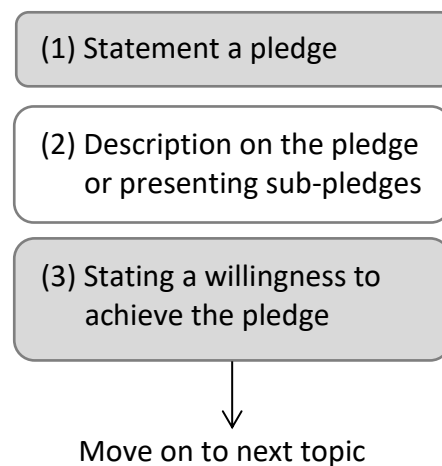 (1) Statement a pledge
(2) Description on the pledge
or presenting sub-pledges
(3) Stating a willingness to
achieve the pledge
Move on to next topic